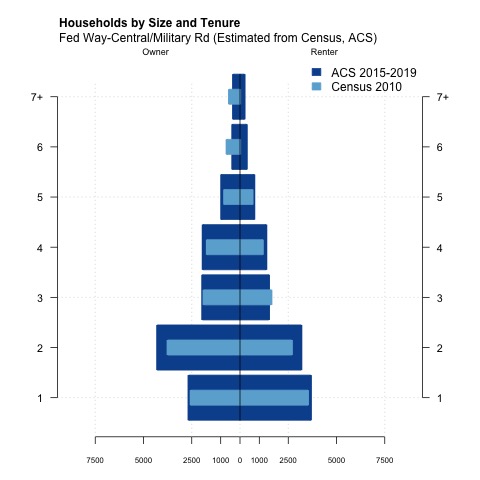 Households by Size and Tenure
Fed Way-Central/Military Rd (Estimated from Census, ACS)
Owner Renter
ACS 2015-2019
Census 2010
7+ 7+
6 6
5 5
4 4
3 3
2 2
1 1
7500 5000 2500 1000 0 1000 2500 5000 7500